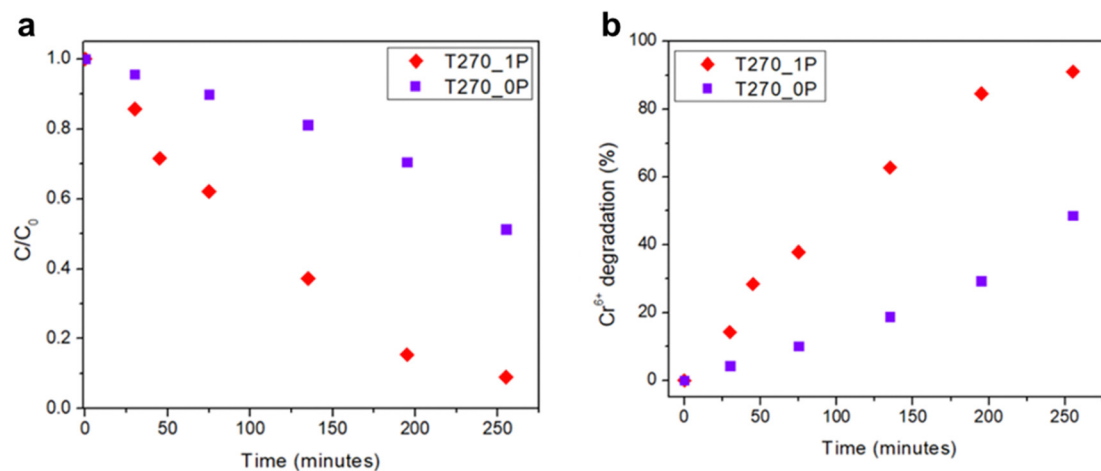 a
1.0
0.8
0.6
0.4
0.2
0.0
C/C₀
T270_1P
T270_0P
0 50 100 150 200 250
Time (minutes)
b
100
80
60
40
20
0
Cr⁶⁺ degradation (%)
T270_1P
T270_0P
0 50 100 150 200 250
Time (minutes)